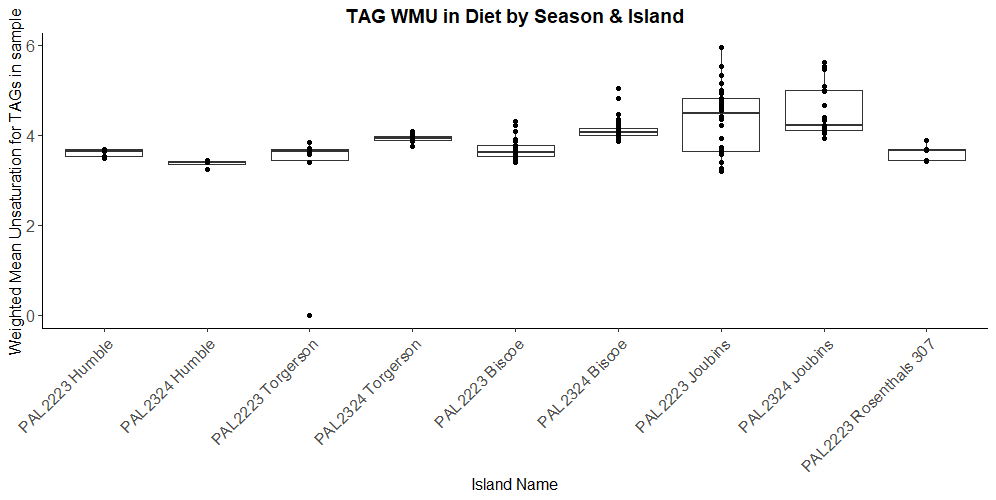 TAG WMU in Diet by Season & Island
Weighted Mean Unsaturation for TAGs in sample
6
4
2
0
PAL2223 Humble
PAL2324 Humble
PAL2223 Torgerson
PAL2324 Torgerson
PAL2223 Biscoe
PAL2324 Biscoe
PAL2223 Joubins
PAL2324 Joubins
PAL2223 Rosenthals 307
Island Name